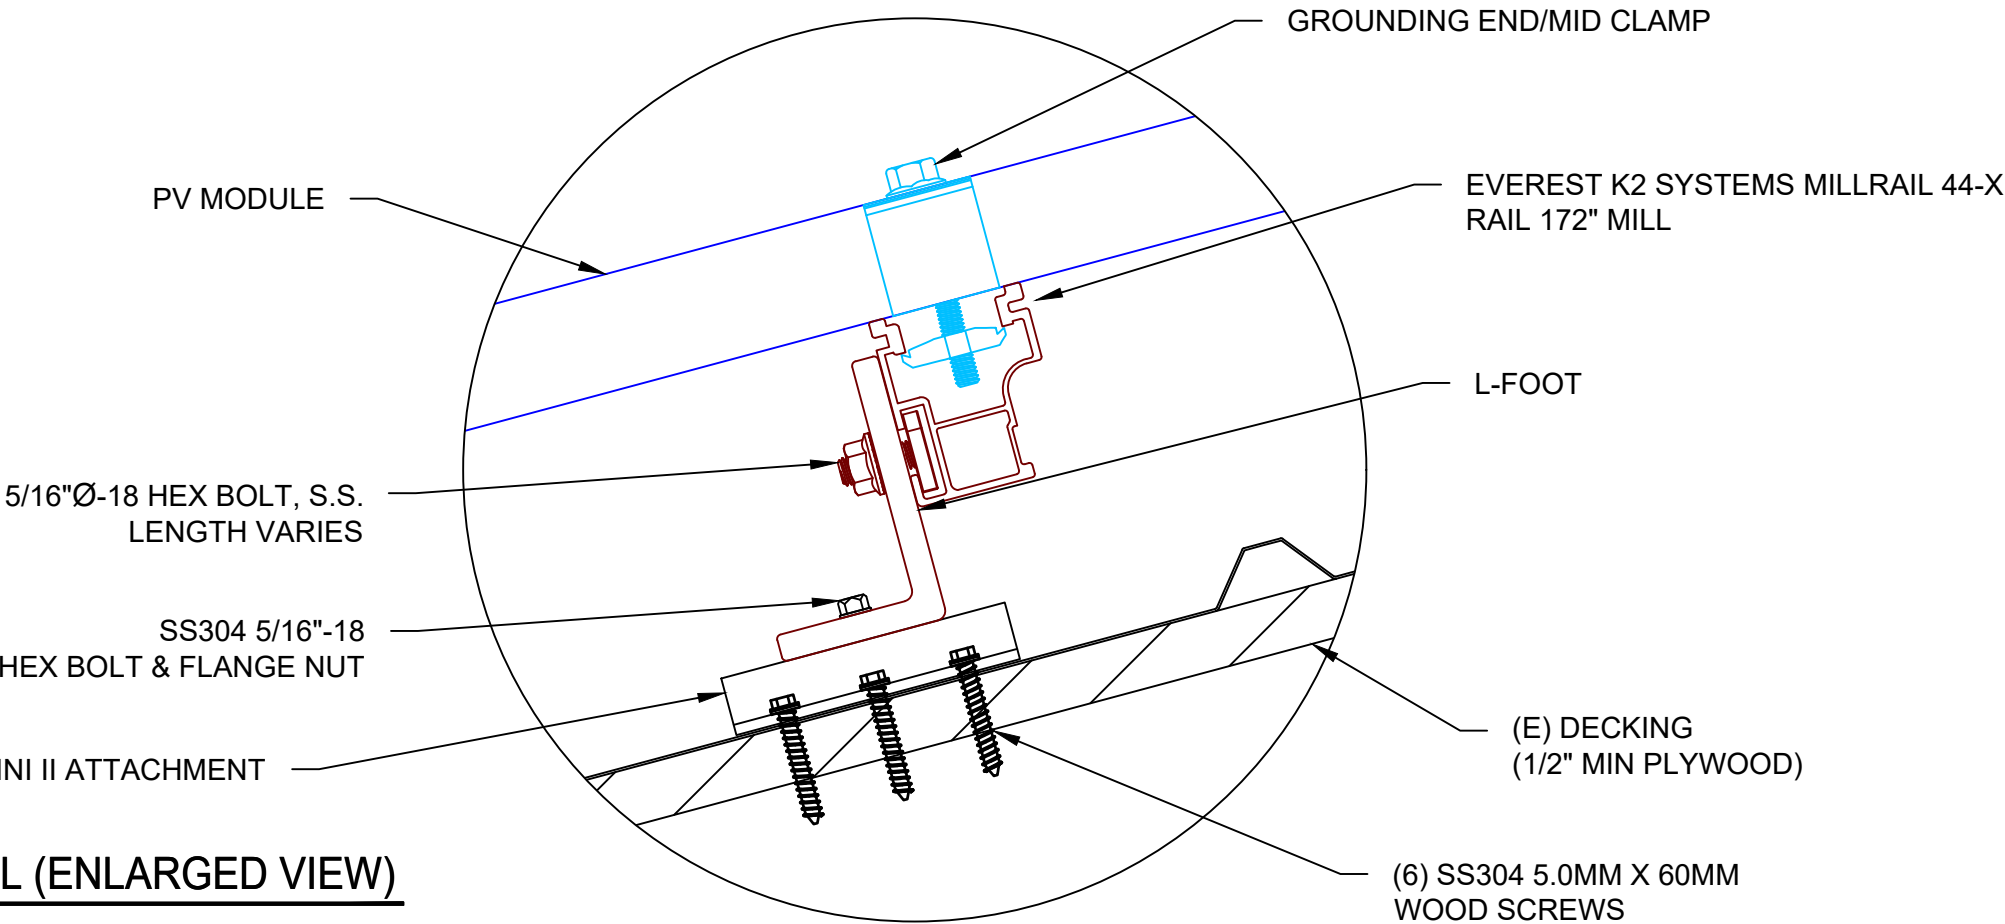 GROUNDING END/MID CLAMP
PV MODULE
EVEREST K2 SYSTEMS MILLRAIL 44-X
RAIL 172" MILL
L-FOOT
5/16"Ø-18 HEX BOLT, S.S.
LENGTH VARIES
SS304 5/16"-18
HEX BOLT & FLANGE NUT
II ATTACHMENT
(E) DECKING
(1/2" MIN PLYWOOD)
(ENLARGED VIEW)
(6) SS304 5.0MM X 60MM
WOOD SCREWS